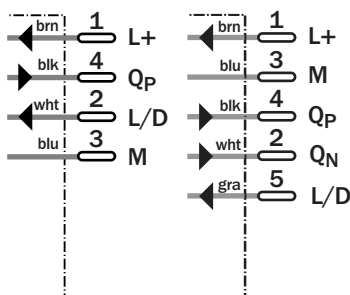 brn 1 L+
blk 4 QP
wht 2 L/D
blu 3 M
brn 1 L+
blu 3 M
blk 4 QP
wht 2 QN
gra 5 L/D